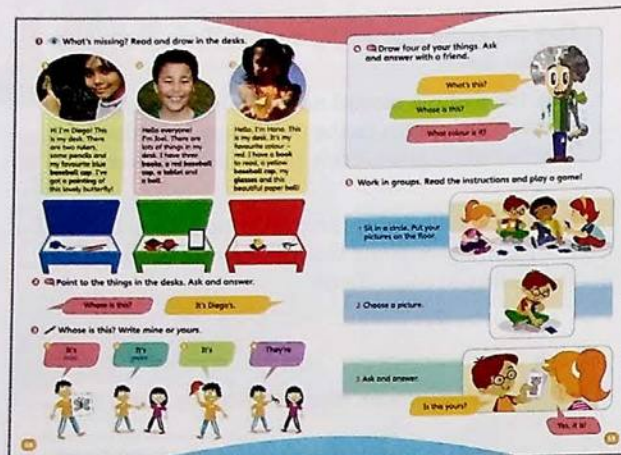 What's missing? Read and draw in the desks.
Hi, I'm Diego! This
is my desk. There
are two rulers,
some pencils and
my favourite blue
baseball cap. I've
got a painting of
this lovely butterfly!
Hello everyone!
I'm Joel. There are
lots of things in my
desk. I have three
books, a red baseball
cap, a tablet and
a ball.
Hello, I'm Hana. This
is my desk. It's my
favourite colour –
red. I have a book
to read, a yellow
baseball cap, my
glasses and this
beautiful paper ball!
Point to the things in the desks. Ask and answer.
Whose is this?
It's Diego's.
Whose is this? Write mine or yours.
It's
It's
It's
They're
Draw four of your things. Ask
and answer with a friend.
What's this?
Whose is this?
What colour is it?
Work in groups. Read the instructions and play a game!
1 Sit in a circle. Put your
pictures on the floor.
2 Choose a picture.
3 Ask and answer.
Is this yours?
Yes, it is!